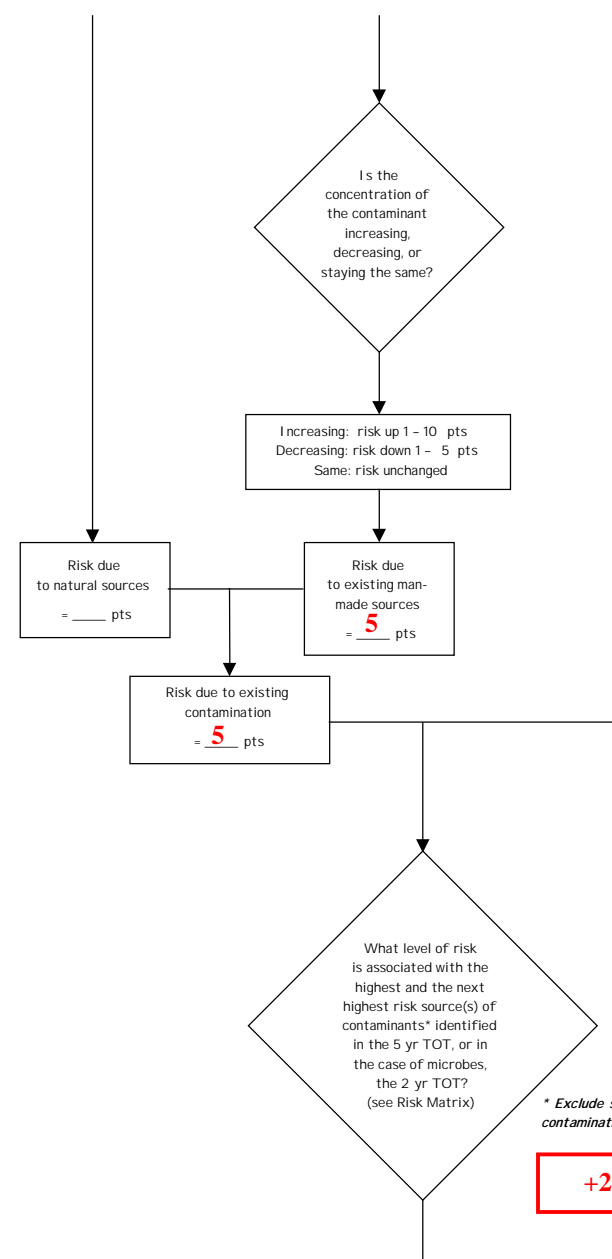 Is the
concentration of
the contaminant
increasing,
decreasing, or
staying the same?
Increasing: risk up 1 – 10 pts
Decreasing: risk down 1 – 5 pts
Same: risk unchanged
Risk due
to natural sources
= _____ pts
Risk due
to existing man-
made sources
= 5 pts
Risk due to existing
contamination
= 5 pts
What level of risk
is associated with the
highest and the next
highest risk source(s) of
contaminants* identified
in the 5 yr TOT, or in
the case of microbes,
the 2 yr TOT?
(see Risk Matrix)
* Exclude
+2